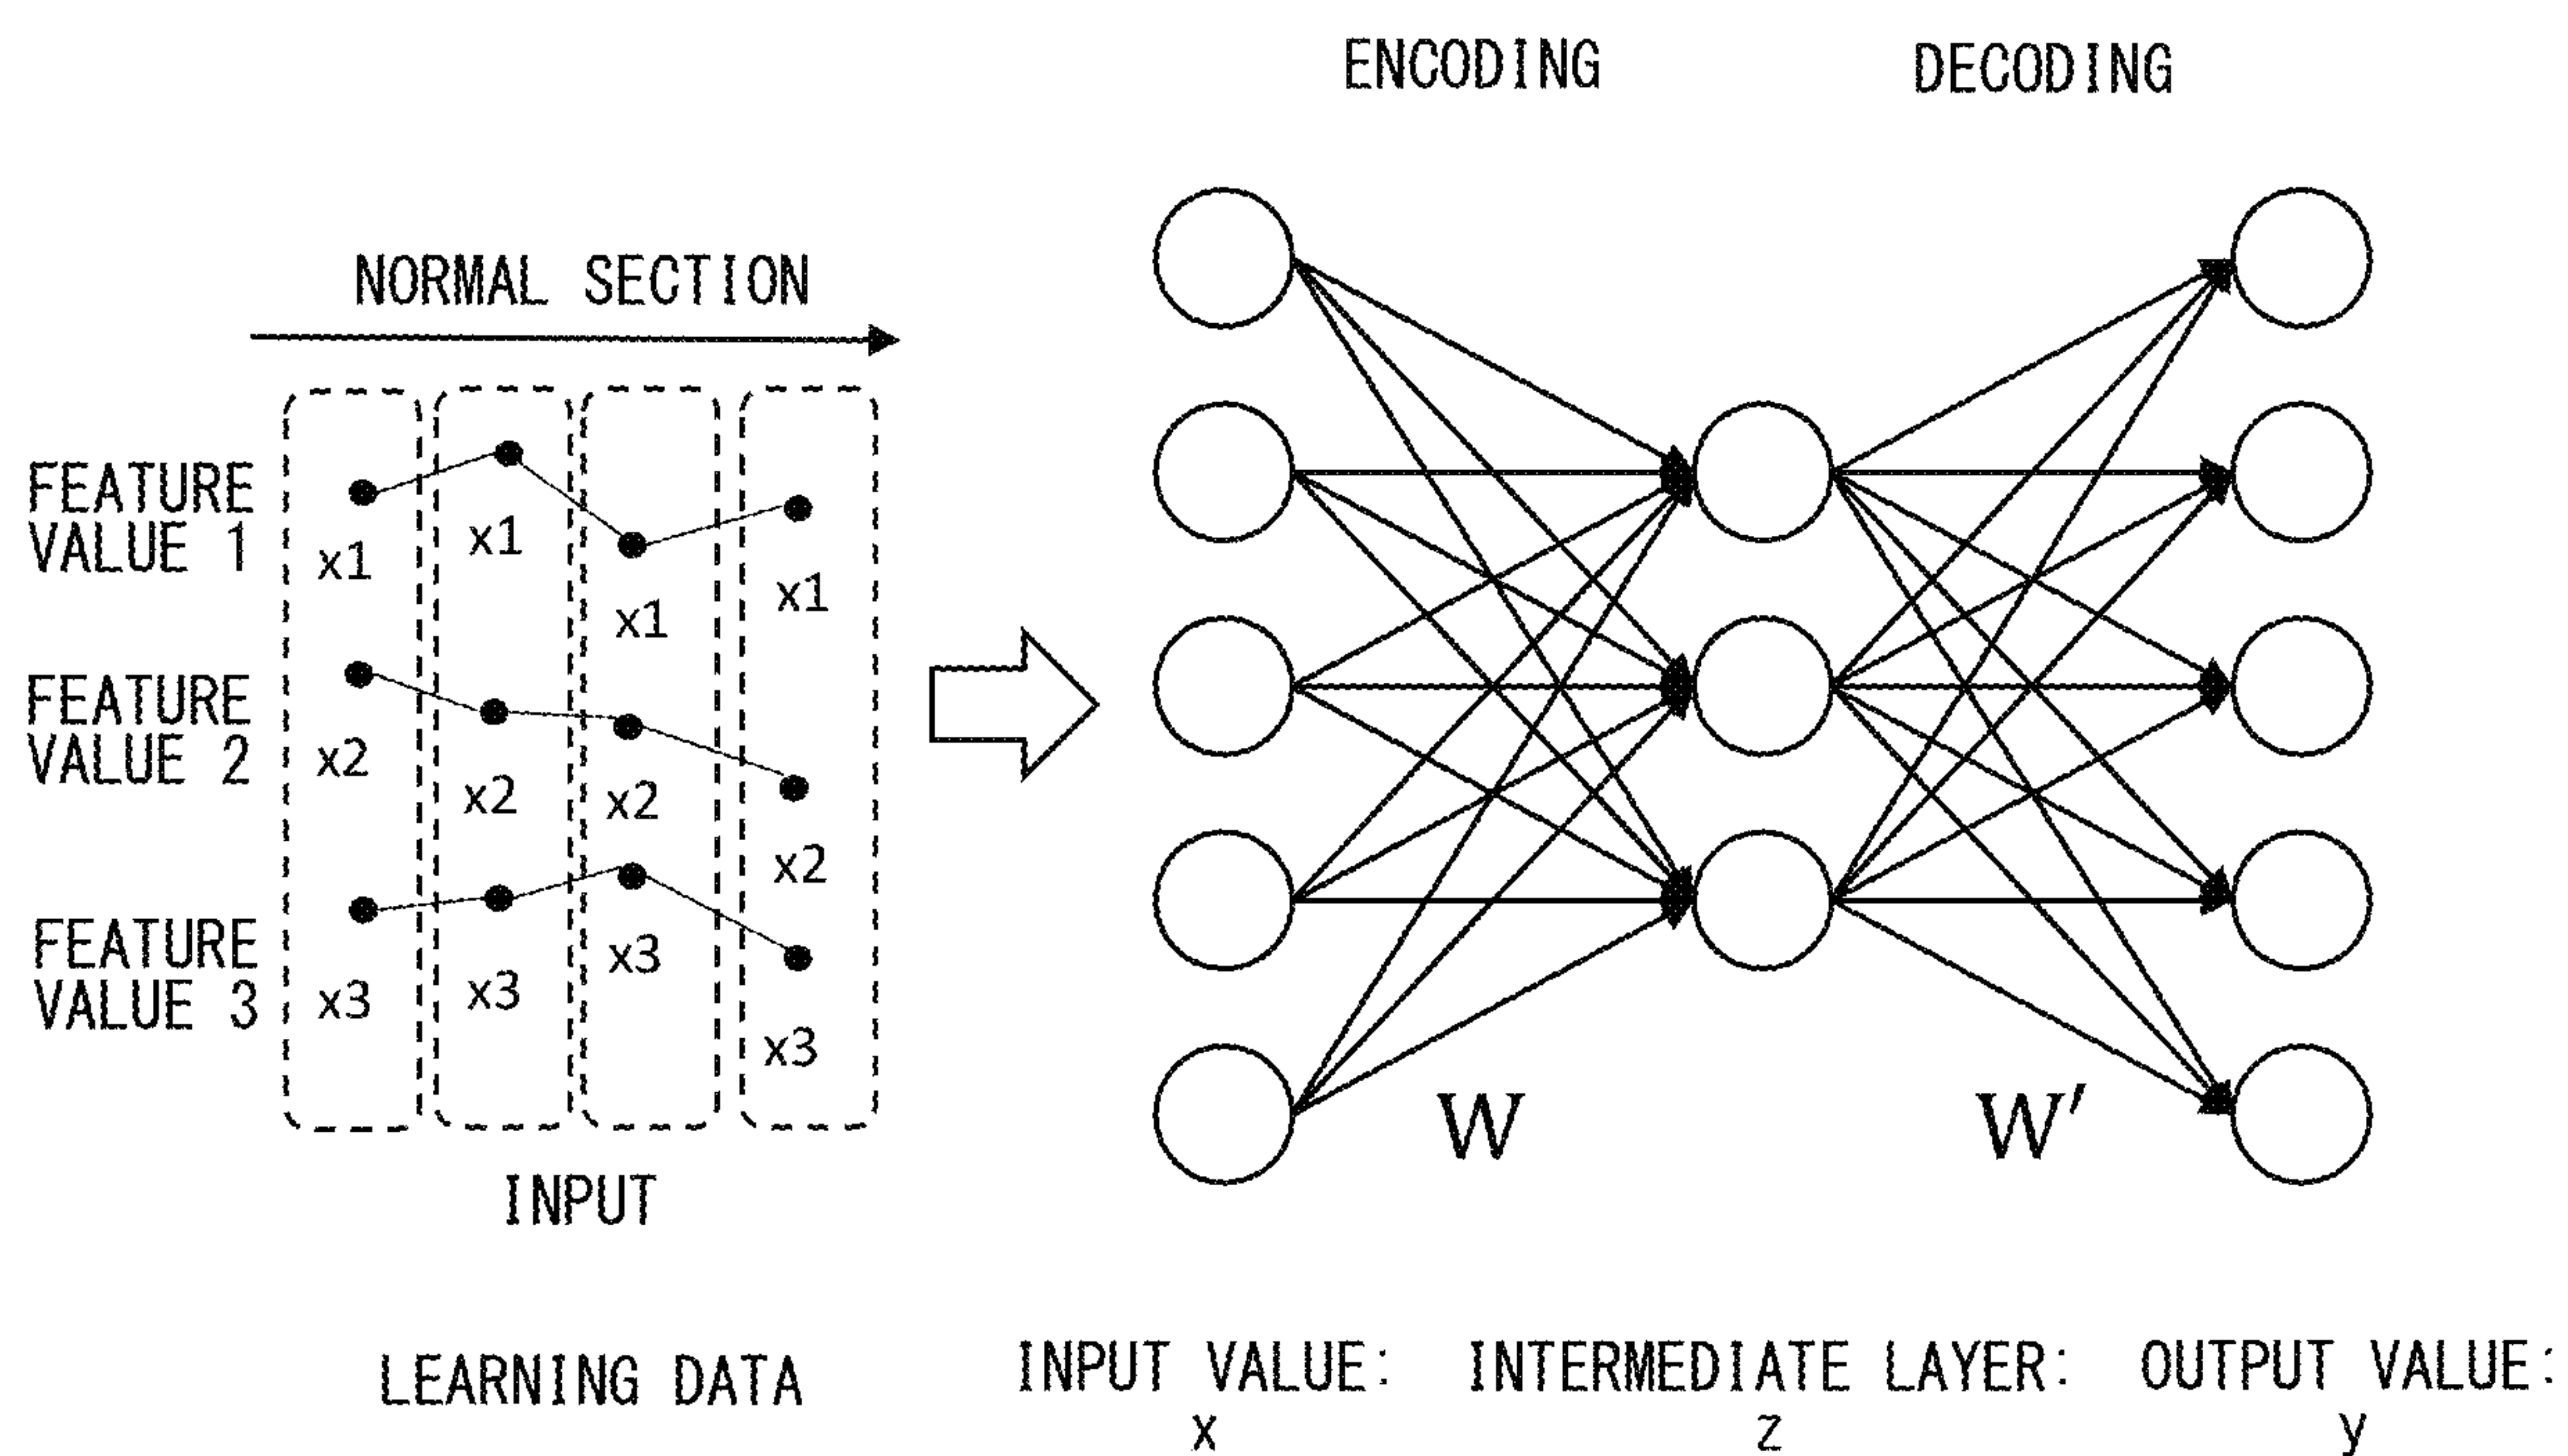 ENCODING
DECODING
NORMAL SECTION
FEATURE
VALUE 1
x1
x1
x1
x1
FEATURE
VALUE 2
x2
x2
x2
x2
FEATURE
VALUE 3
x3
x3
x3
x3
W
W′
INPUT
LEARNING DATA
INPUT VALUE:
x
INTERMEDIATE LAYER:
z
OUTPUT VALUE:
y